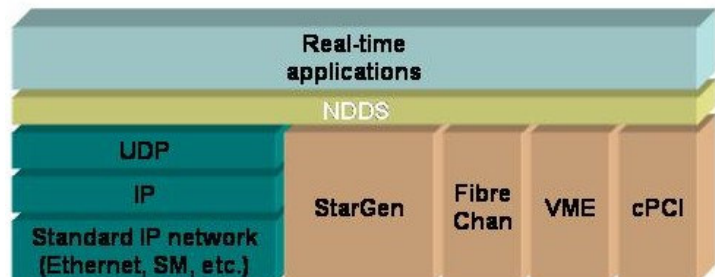 Real-time
applications
NDDS
UDP
IP
Standard IP network
(Ethernet, SM, etc.)
StarGen
Fibre
Chan
VME
cPCI